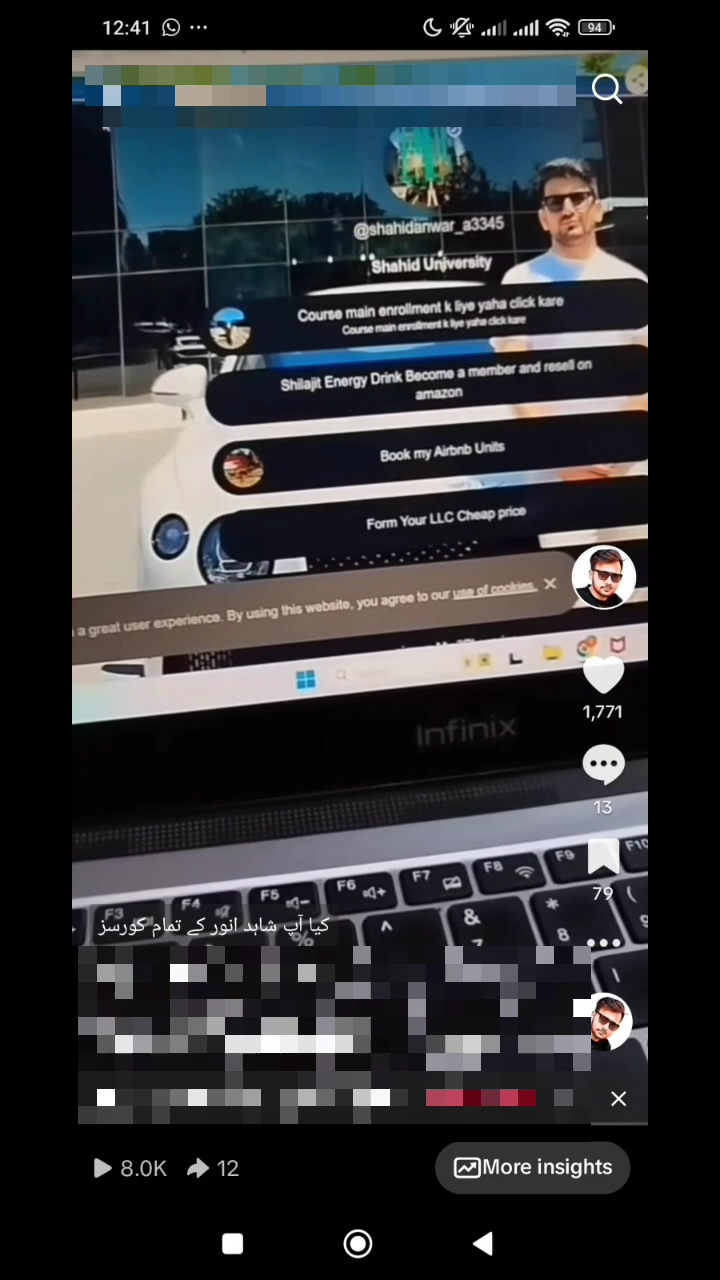 12:41
94
@shahidanwar_a3345
Shahid University
Course main enrollment k liye yaha click kare
Course main enrollment k liye yaha click kare
Shilajit Energy Drink Become a member and resell on
amazon
Book my Airbnb Units
Form Your LLC Cheap price
a great user experience. By using this website, you agree to our use of cookies.
1,771
Infinix
13
F3 F4 F5 F6 F7 F8 F9 F10
79
کیا آپ شاہد انور کے تمام کورسز
% ^ & 7 * 8 ( 9
8.0K 12
More insights